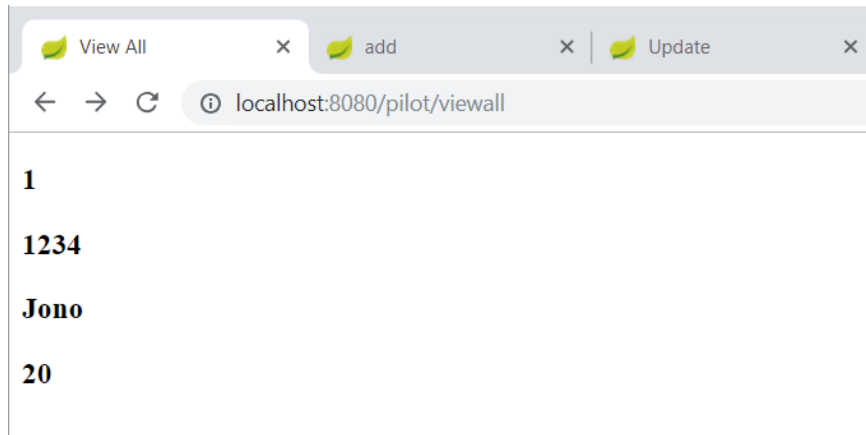 View All add Update
localhost:8080/pilot/viewall
1
1234
Jono
20